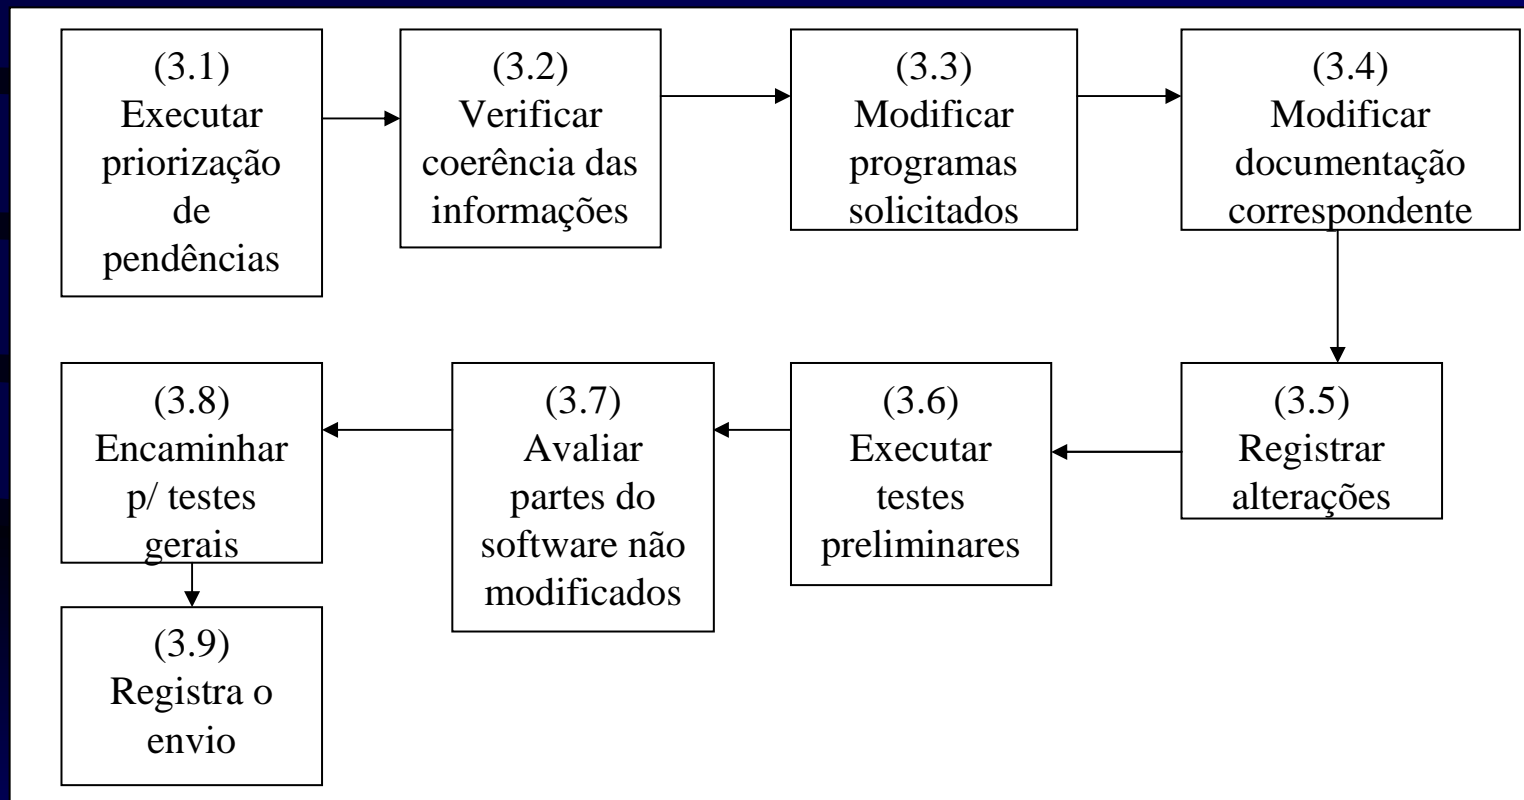 (3.1)
Executar
priorização
de
pendências
(3.2)
Verificar
coerência das
informações
(3.3)
Modificar
programas
solicitados
(3.4)
Modificar
documentação
correspondente
(3.5)
Registrar
alterações
(3.6)
Executar
testes
preliminares
(3.7)
Avaliar
partes do
software não
modificados
(3.8)
Encaminhar
p/ testes
gerais
(3.9)
Registra o
envio